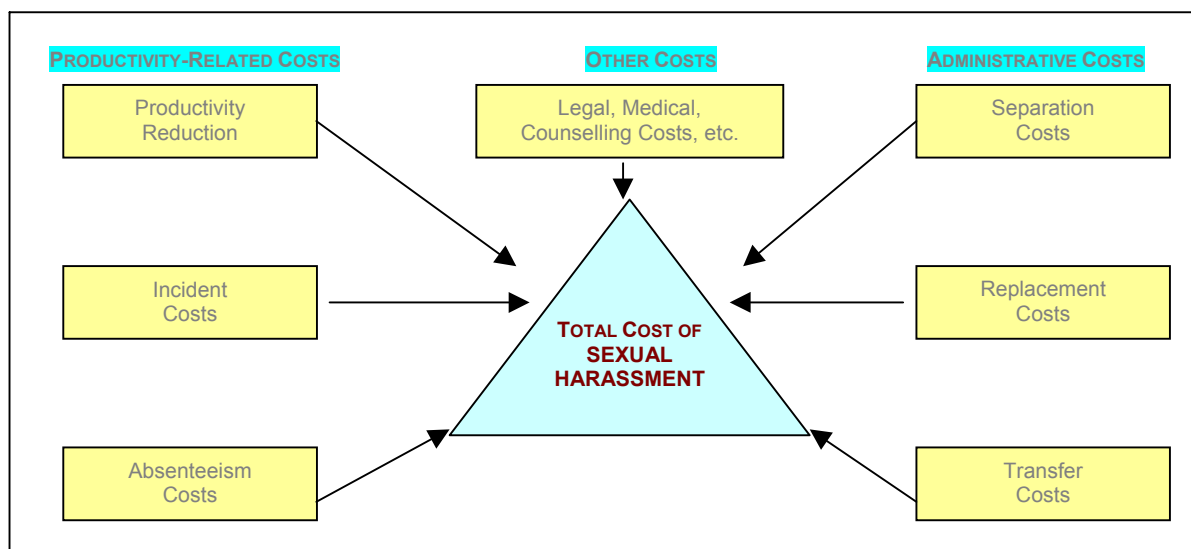 PRODUCTIVITY-RELATED COSTS
Productivity
Reduction
Incident
Costs
Absenteeism
Costs
OTHER COSTS
Legal, Medical,
Counselling Costs, etc.
TOTAL COST OF
SEXUAL
HARASSMENT
ADMINISTRATIVE COSTS
Separation
Costs
Replacement
Costs
Transfer
Costs